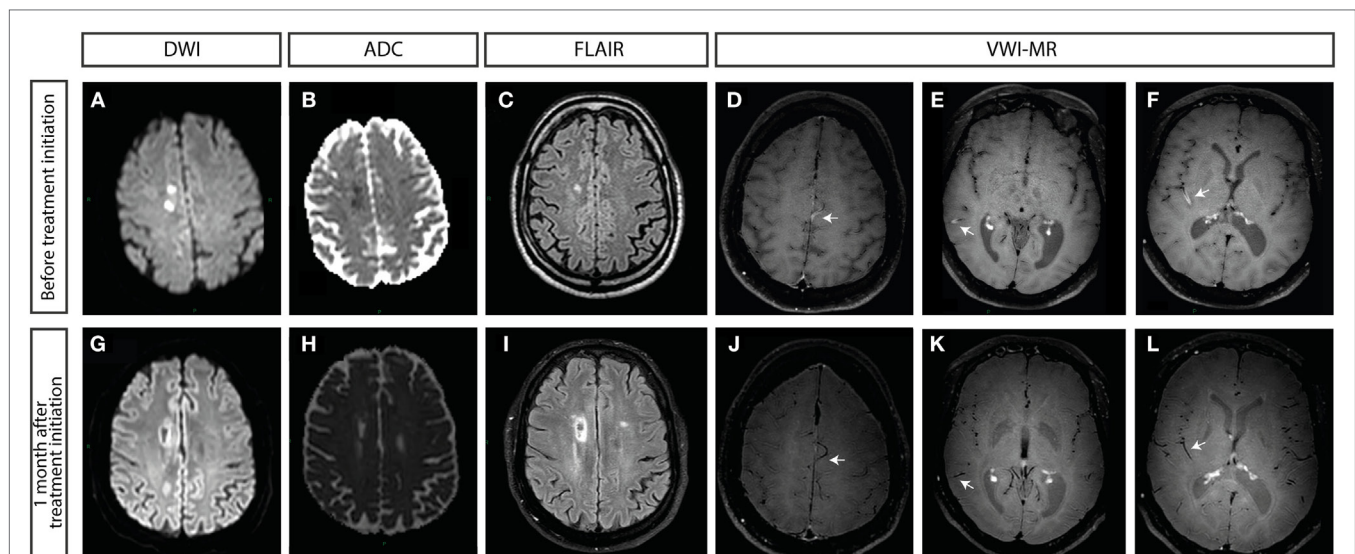 DWI
ADC
FLAIR
VWI-MR
Before treatment initiation
A
B
C
D
E
F
1 month after
treatment initiation
G
H
I
J
K
L